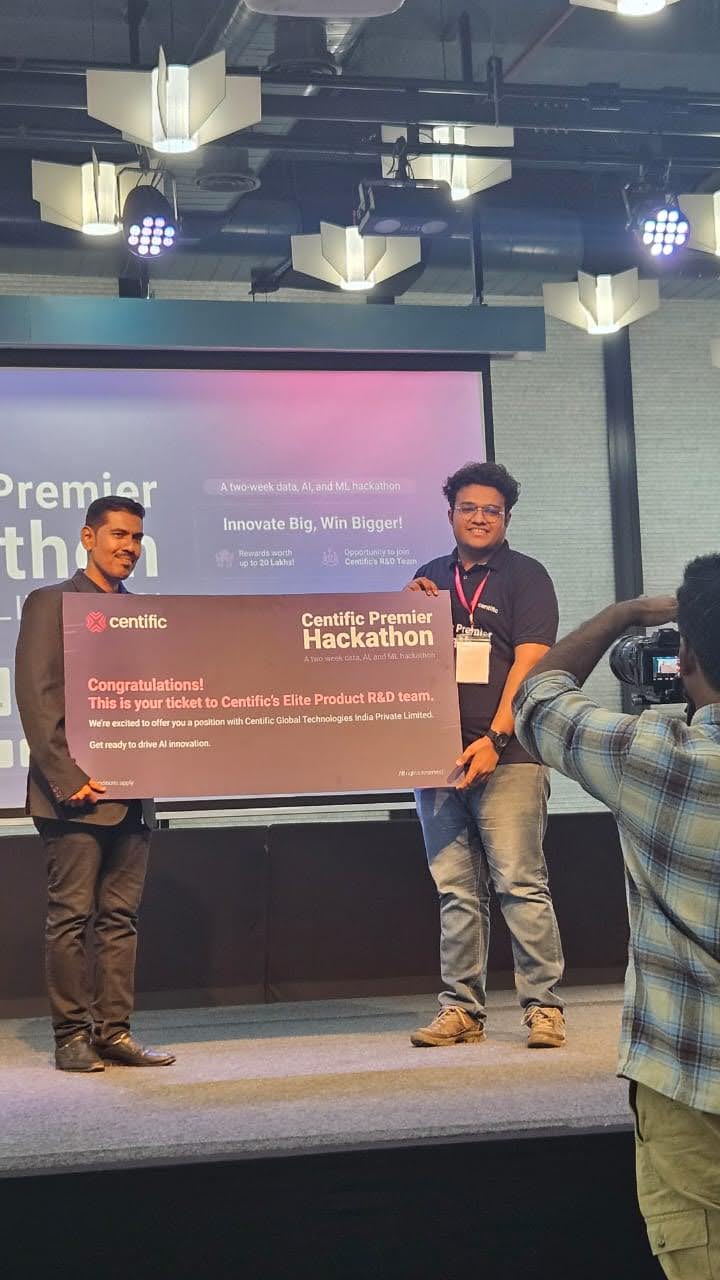 Premier
thon
A two-week data, AI, and ML hackathon
Innovate Big, Win Bigger!
Rewards worth
up to 20 Lakhs!
Opportunity to join
Centific's R&D Team
centific
Centific Premier
Hackathon
A two-week data, AI, and ML hackathon
Congratulations!
This is your ticket to Centific's Elite Product R&D team.
We're excited to offer you a position with Centific Global Technologies India Private Limited.
Get ready to drive AI innovation.
conditions apply
All rights reserved
centific
Premier